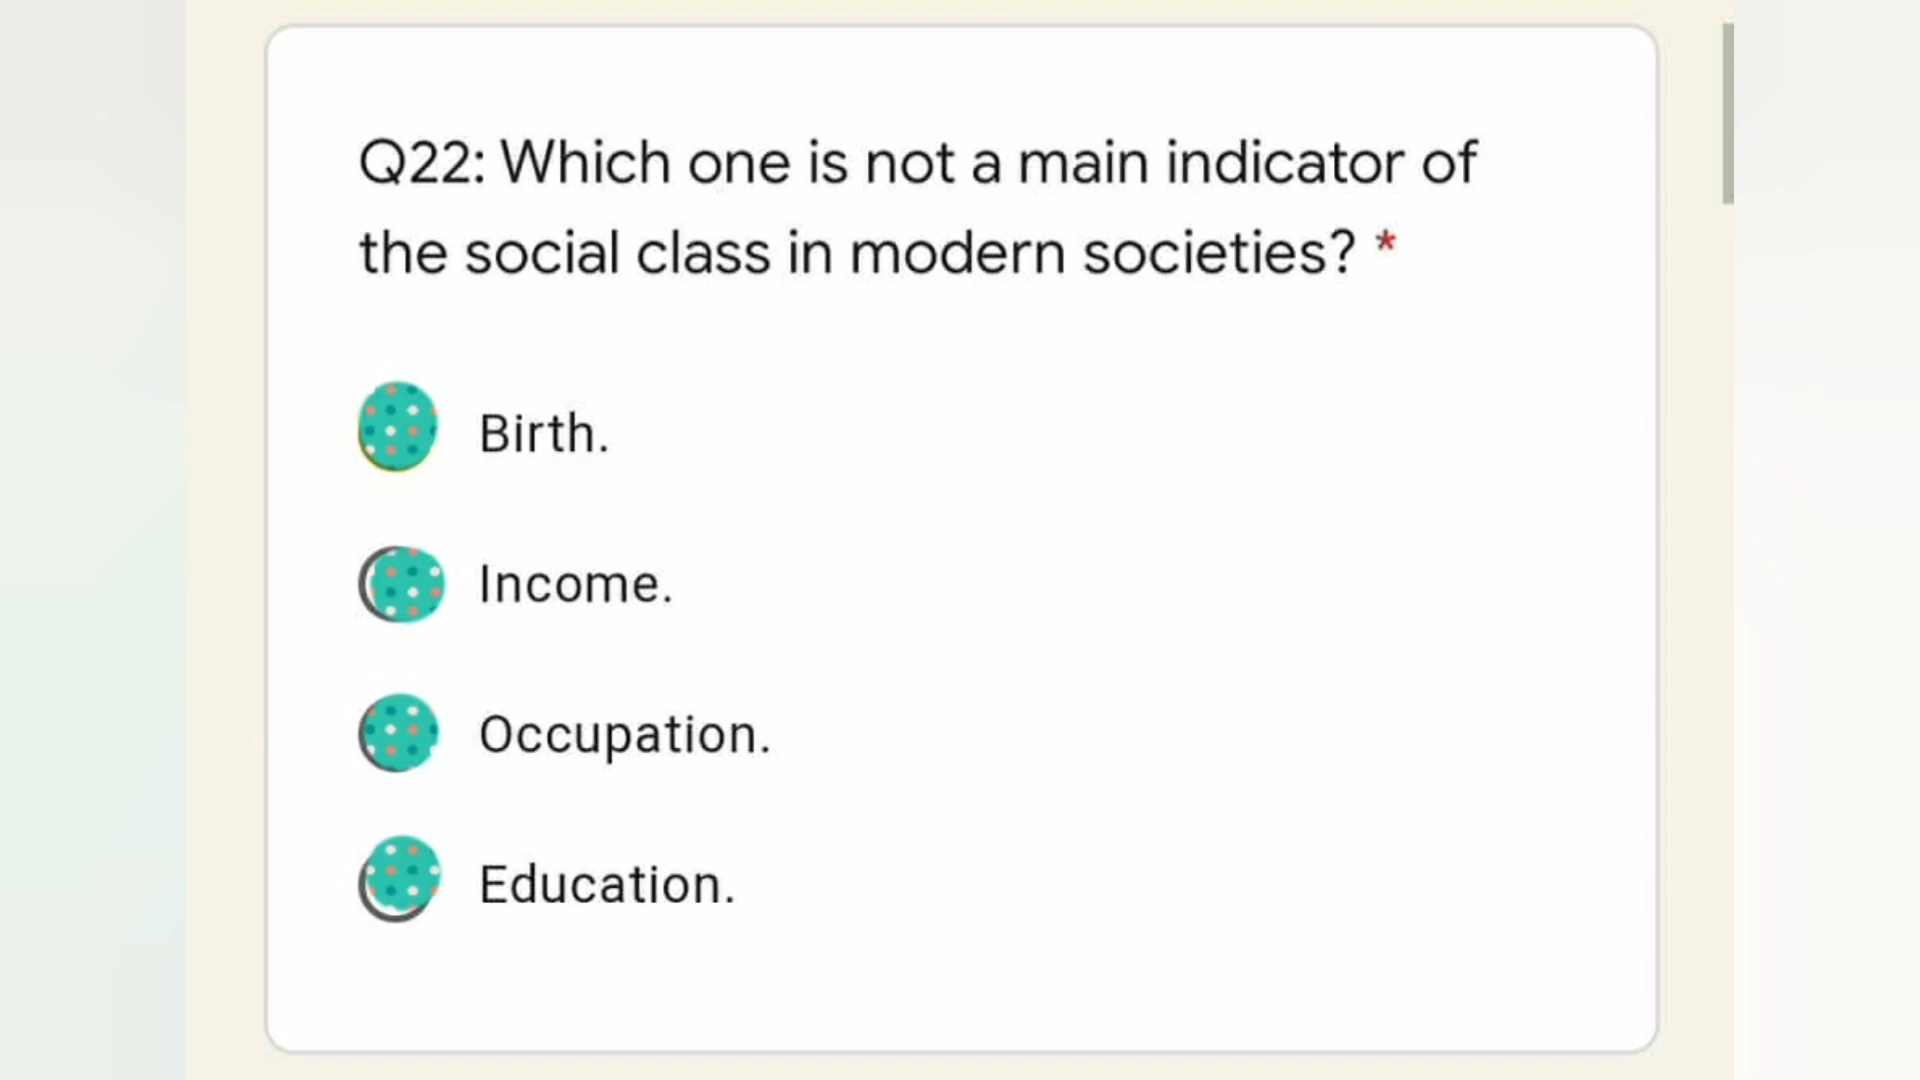 Q22: Which one is not a main indicator of
the social class in modern societies? *
Birth.
Income.
Occupation.
Education.